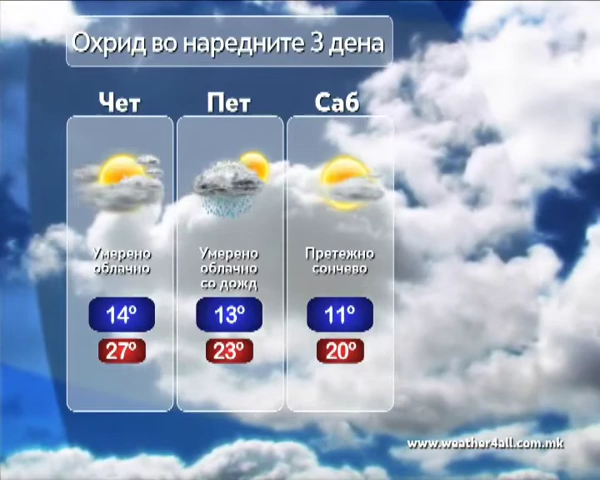 Охрид во наредните 3 дена
Чет Пет Саб
Умерено
облачно
Умерено
облачно
со дожд
Претежно
сончево
14º 13º 11º
27º 23º 20º
www.weather4all.com.mk